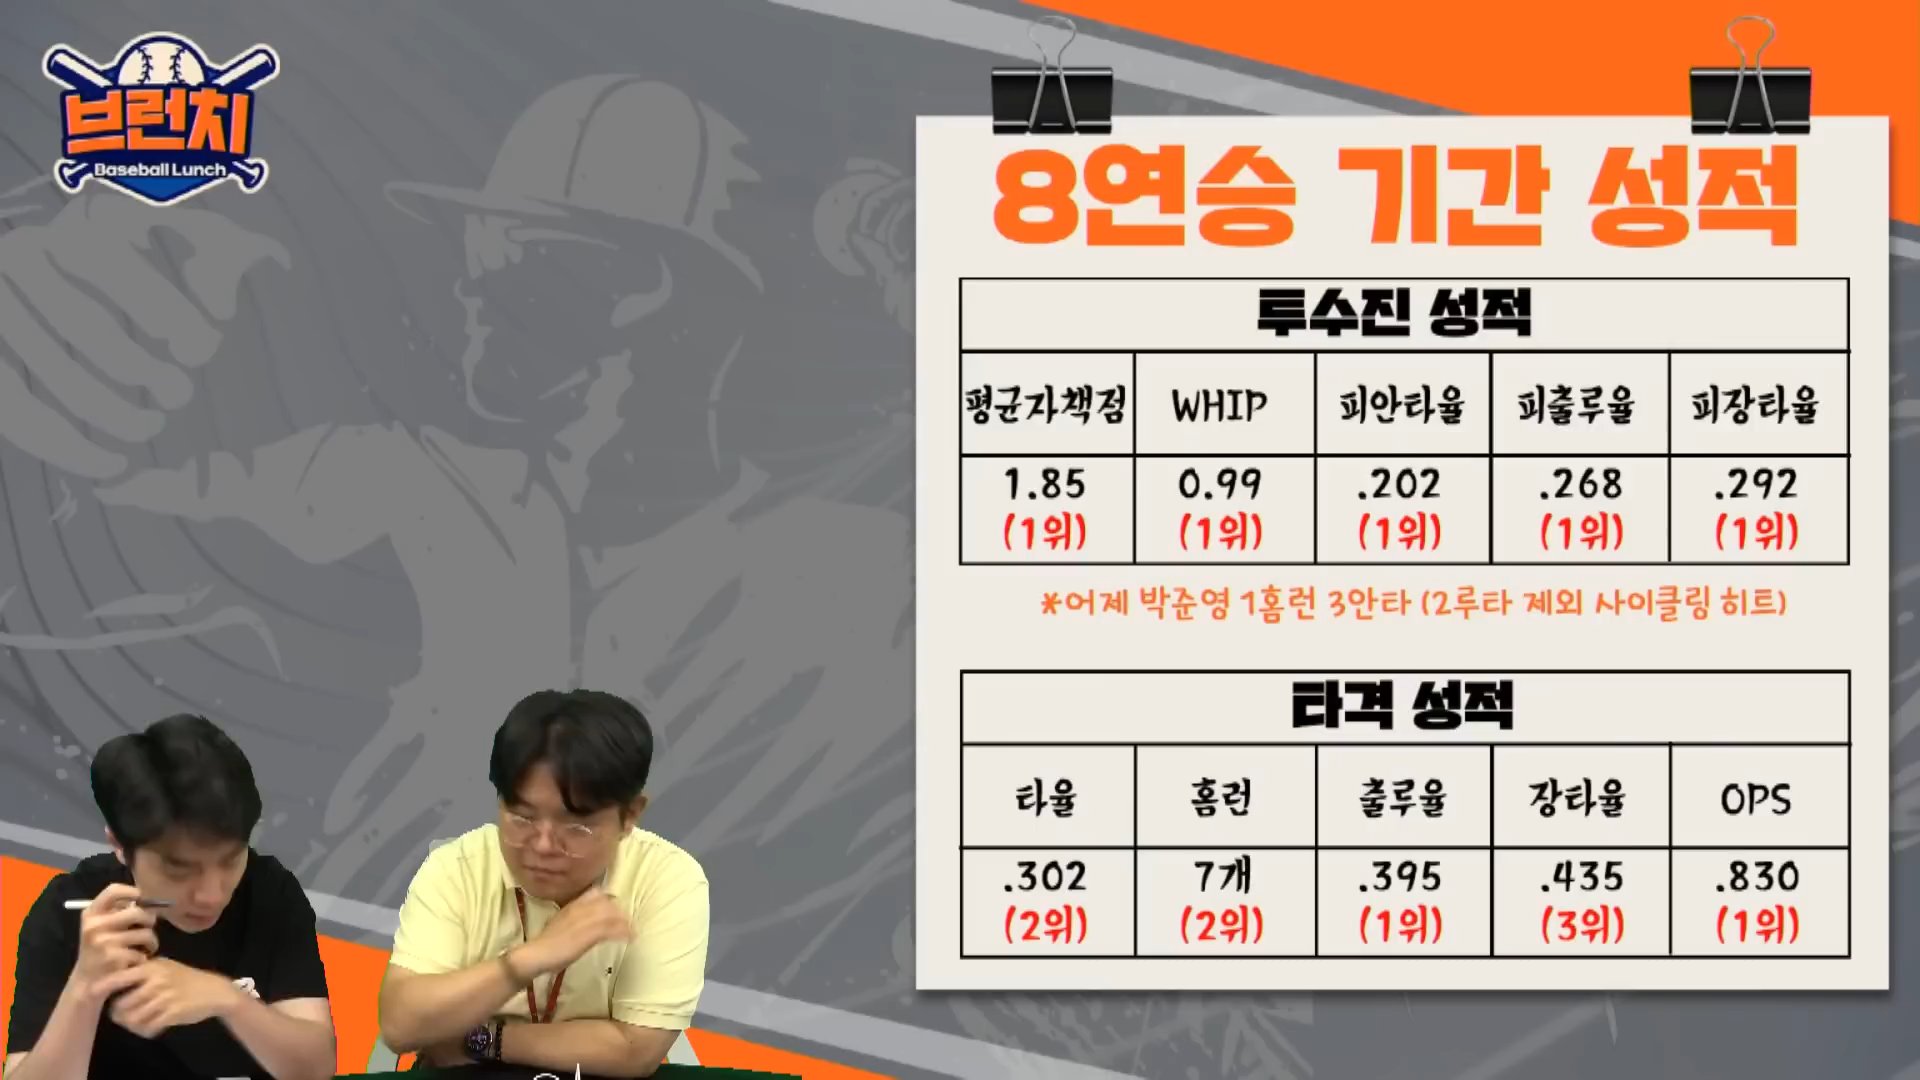 브런치
Baseball Lunch
8연승 기간 성적
투수진 성적
평균자책점 WHIP 피안타율 피출루율 피장타율
1.85 0.99 .202 .268 .292
(1위) (1위) (1위) (1위) (1위)
*어제 박준영 1홈런 3안타 (2루타 제외 사이클링 히트)
타격 성적
타율 홈런 출루율 장타율 OPS
.302 7개 .395 .435 .830
(2위) (2위) (1위) (3위) (1위)